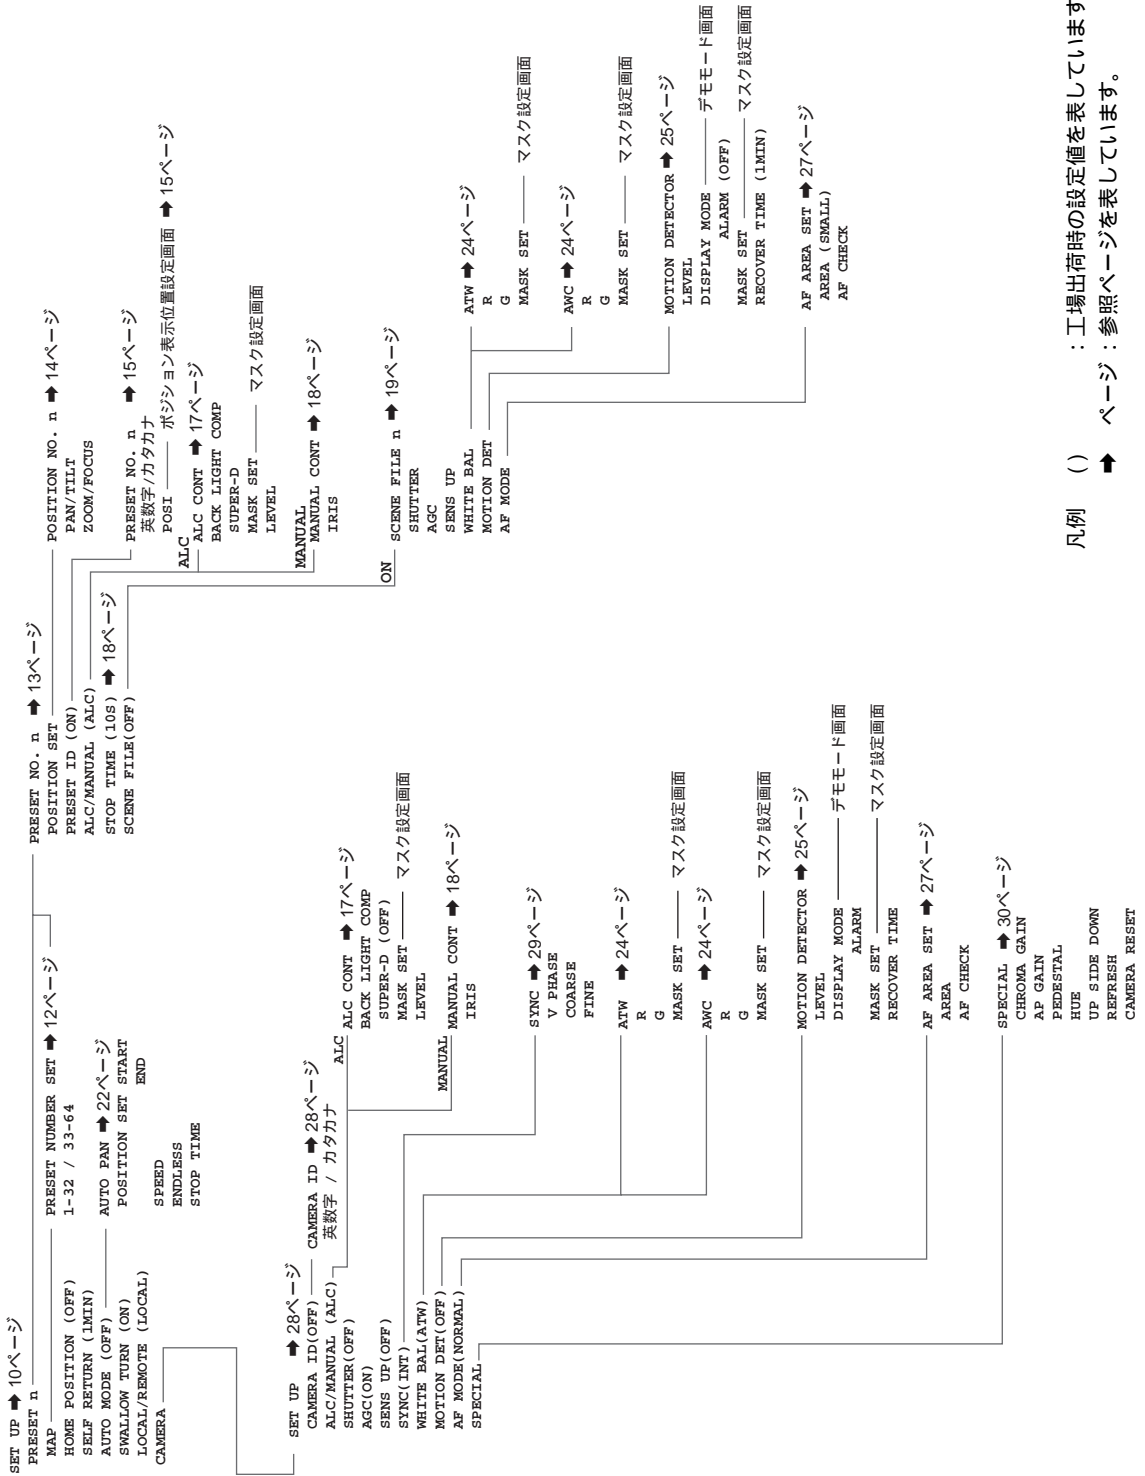 SET UP ➡ 10ページ
PRESET n
MAP
HOME POSITION (OFF)
SELF RETURN (1MIN)
AUTO MODE (OFF)
SWALLOW TURN (ON)
LOCAL/REMOTE (LOCAL)
CAMERA
PRESET NUMBER SET ➡ 12ページ
1-32 / 33-64
AUTO PAN ➡ 22ページ
POSITION SET START
END
SPEED
ENDLESS
STOP TIME
PRESET NO. n ➡ 13ページ
POSITION SET
PRESET ID (ON)
ALC/MANUAL (ALC)
STOP TIME (10S) ➡ 18ページ
SCENE FILE(OFF)
POSITION NO. n ➡ 14ページ
PAN/TILT
ZOOM/FOCUS
PRESET NO. n ➡ 15ページ
英数字/カタカナ
POSI ポジション表示位置設定画面 ➡ 15ページ
ALC
ALC CONT ➡ 17ページ
BACK LIGHT COMP
SUPER-D
MASK SET マスク設定画面
LEVEL
MANUAL
MANUAL CONT ➡ 18ページ
IRIS
ON
SCENE FILE n ➡ 19ページ
SHUTTER
AGC
SENS UP
WHITE BAL
MOTION DET
AF MODE
ATW ➡ 24ページ
R
G
MASK SET マスク設定画面
AWC ➡ 24ページ
R
G
MASK SET マスク設定画面
MOTION DETECTOR ➡ 25ページ
LEVEL
DISPLAY MODE デモモード画面
ALARM (OFF)
MASK SET マスク設定画面
RECOVER TIME (1MIN)
AF AREA SET ➡ 27ページ
AREA (SMALL)
AF CHECK
SET UP ➡ 28ページ
CAMERA ID(OFF)
ALC/MANUAL (ALC)
SHUTTER(OFF)
AGC(ON)
SENS UP(OFF)
SYNC(INT)
WHITE BAL(ATW)
MOTION DET(OFF)
AF MODE(NORMAL)
SPECIAL
CAMERA ID ➡ 28ページ
英数字 / カタカナ
ALC
ALC CONT ➡ 17ページ
BACK LIGHT COMP
SUPER-D (OFF)
MASK SET マスク設定画面
LEVEL
MANUAL
MANUAL CONT ➡ 18ページ
IRIS
SYNC ➡ 29ページ
V PHASE
COARSE
FINE
ATW ➡ 24ページ
R
G
MASK SET マスク設定画面
AWC ➡ 24ページ
R
G
MASK SET マスク設定画面
MOTION DETECTOR ➡ 25ページ
LEVEL
DISPLAY MODE デモモード画面
ALARM
MASK SET マスク設定画面
RECOVER TIME
AF AREA SET ➡ 27ページ
AREA
AF CHECK
SPECIAL ➡ 30ページ
CHROMA GAIN
AP GAIN
PEDESTAL
HUE
UP SIDE DOWN
REFRESH
CAMERA RESET
凡例 () : 工場出荷時の設定値を表しています
➡ ページ : 参照ページを表しています。